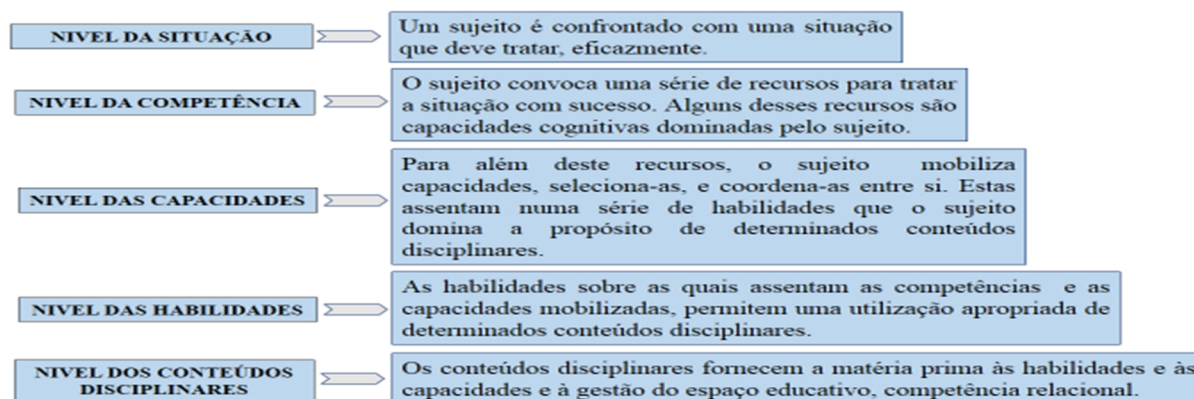 NIVEL DA SITUAÇÃO
Um sujeito é confrontado com uma situação
que deve tratar, eficazmente.
NIVEL DA COMPETÊNCIA
O sujeito convoca uma série de recursos para tratar
a situação com sucesso. Alguns desses recursos são
capacidades cognitivas dominadas pelo sujeito.
NIVEL DAS CAPACIDADES
Para além deste recursos, o sujeito mobiliza
capacidades, seleciona-as, e coordena-as entre si. Estas
assentam numa série de habilidades que o sujeito
domina a propósito de determinados conteúdos
disciplinares.
NIVEL DAS HABILIDADES
As habilidades sobre as quais assentam as competências e as
capacidades mobilizadas, permitem uma utilização apropriada de
determinados conteúdos disciplinares.
NIVEL DOS CONTEÚDOS
DISCIPLINARES
Os conteúdos disciplinares fornecem a matéria prima às habilidades e às
capacidades e à gestão do espaço educativo, competência relacional.